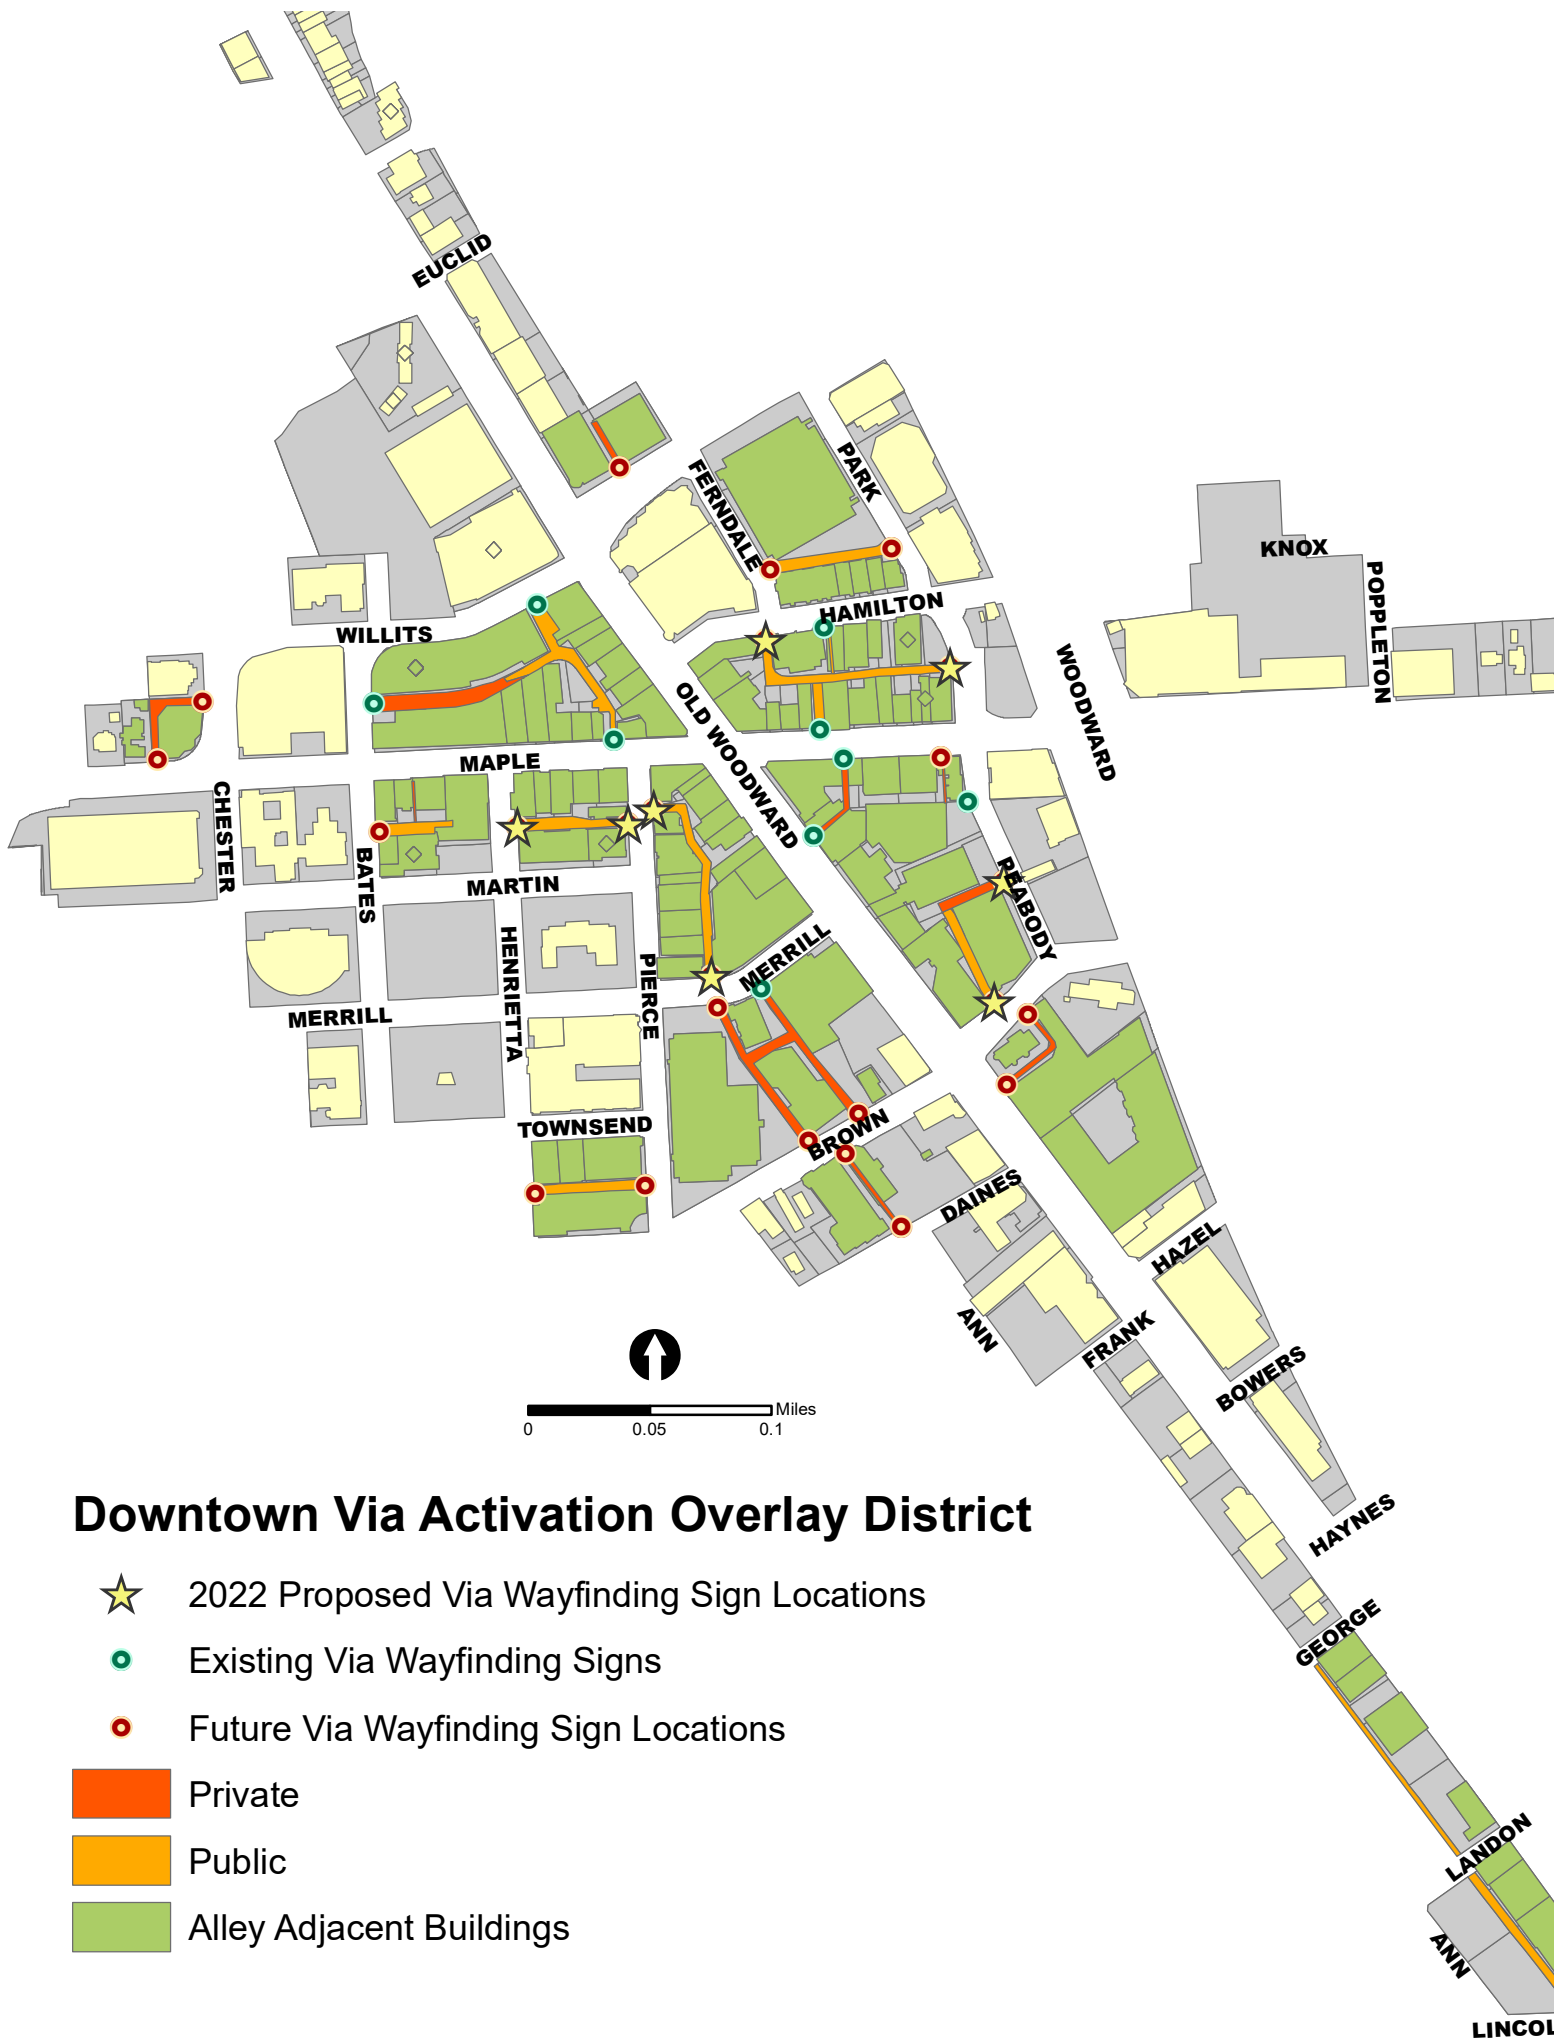 EUCLID
FERNDALE
PARK
KNOX
POPPLETON
HAMILTON
WILLITS
WOODWARD
OLD WOODWARD
MAPLE
CHESTER
BATES
MARTIN
PEABODY
HENRIETTA
PIERCE
MERRILL
MERRILL
TOWNSEND
BROWN
DAINES
HAZEL
ANN
FRANK
BOWERS
HAYNES
GEORGE
LANDON
ANN
LINCOL
Miles
0 0.05 0.1
Downtown Via Activation Overlay District
2022 Proposed Via Wayfinding Sign Locations
Existing Via Wayfinding Signs
Future Via Wayfinding Sign Locations
Private
Public
Alley Adjacent Buildings